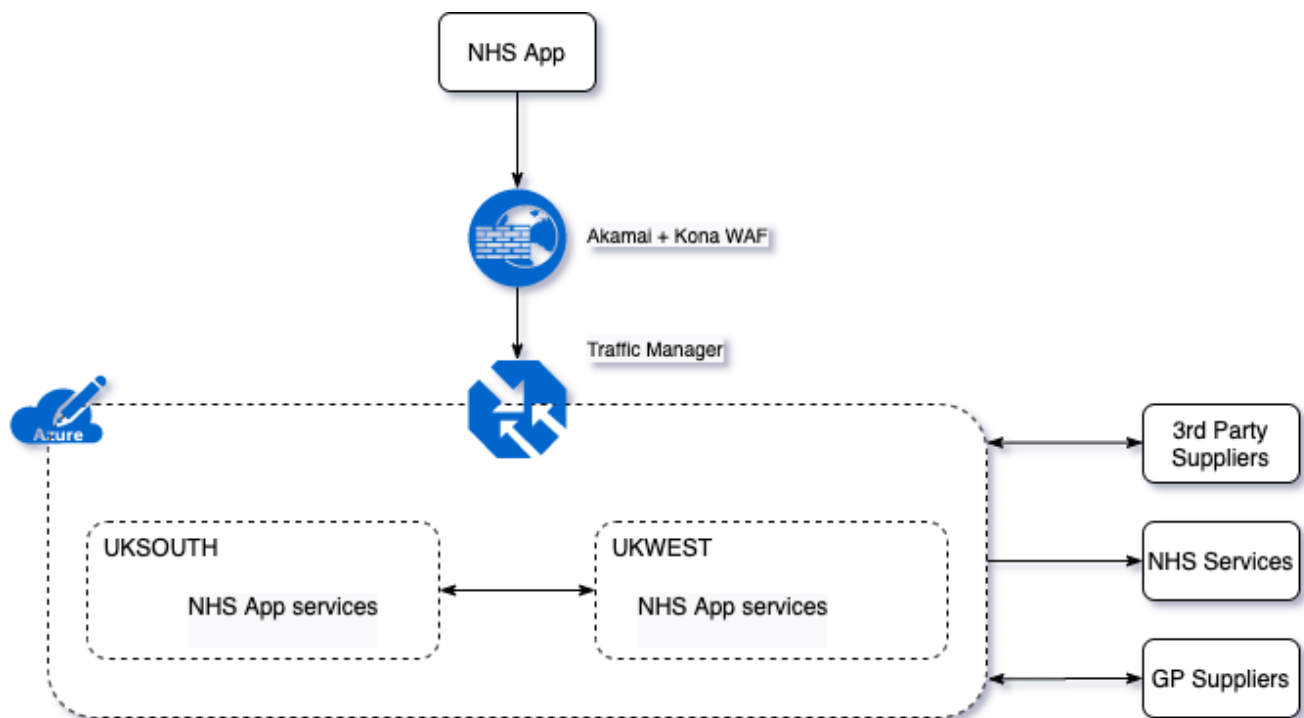 NHS App
Akamai + Kona WAF
Traffic Manager
Azure
3rd Party
Suppliers
UKSOUTH
NHS App services
UKWEST
NHS App services
NHS Services
GP Suppliers